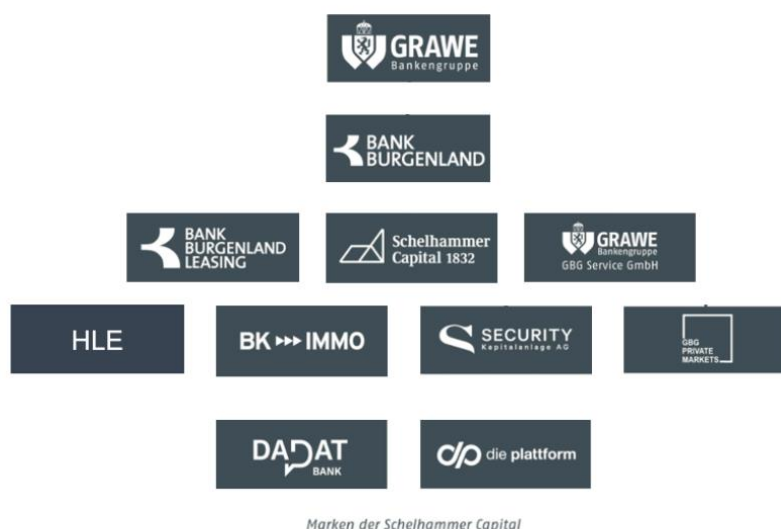 GRAWE
Bankengruppe
BANK
BURGENLAND
BANK
BURGENLAND
LEASING
Schelhammer
Capital 1832
GRAWE
Bankengruppe
GBG Service GmbH
HLE
BK IMMO
SECURITY
Kapitalanlage AG
GBG
PRIVATE
MARKETS
DADAT
BANK
dp die plattform
Marken der Schelhammer Capital